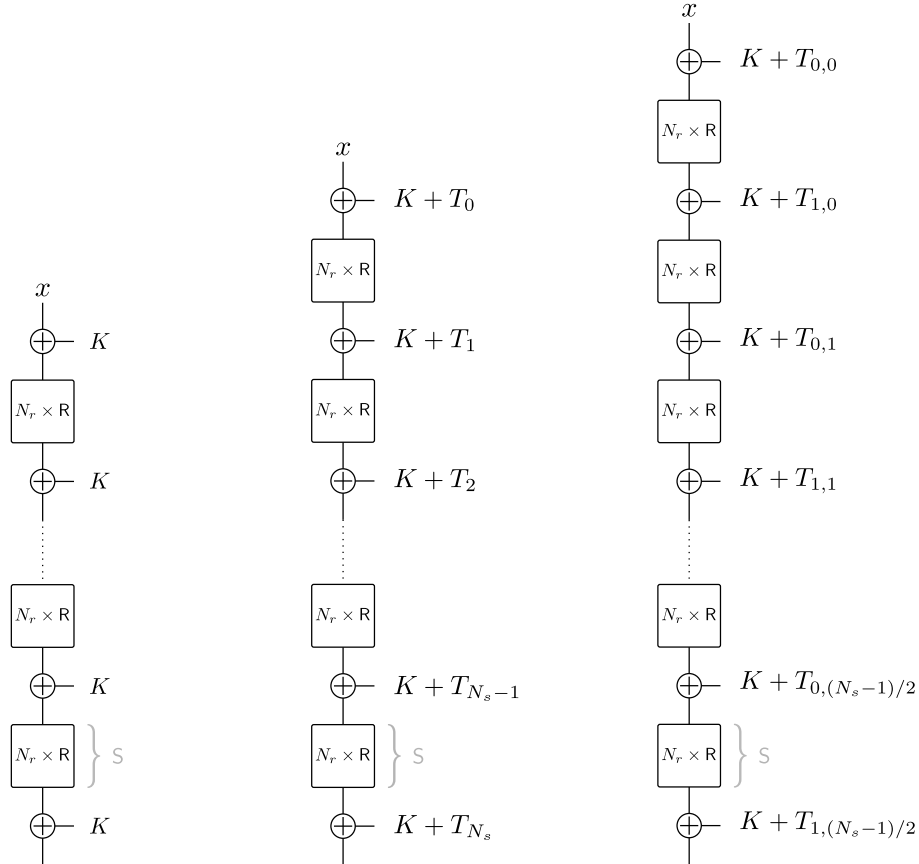 x
K
N_r × R
K
N_r × R
K
N_r × R } S
K
x
K + T_0
N_r × R
K + T_1
N_r × R
K + T_2
N_r × R
K + T_{N_s−1}
N_r × R } S
K + T_{N_s}
x
K + T_{0,0}
N_r × R
K + T_{1,0}
N_r × R
K + T_{0,1}
N_r × R
K + T_{1,1}
N_r × R
K + T_{0,(N_s−1)/2}
N_r × R } S
K + T_{1,(N_s−1)/2}